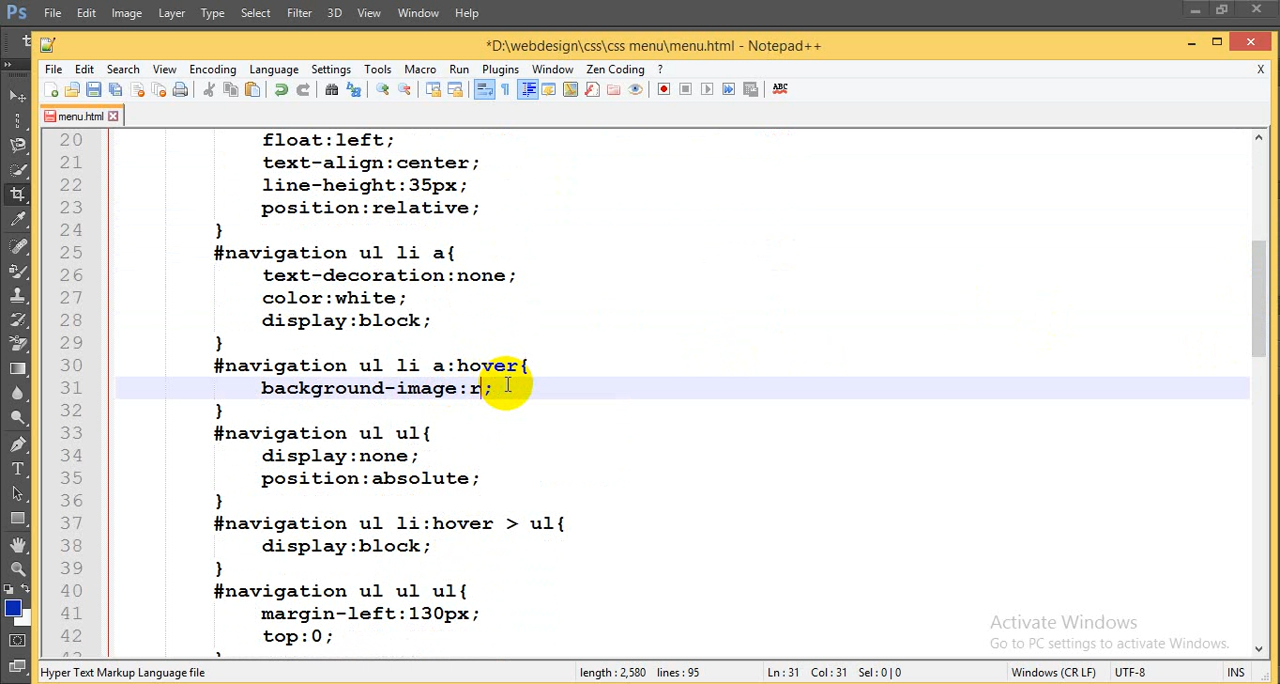 Ps File Edit Image Layer Type Select Filter 3D View Window Help
*D:\webdesign\css\css menu\menu.html - Notepad++
File Edit Search View Encoding Language Settings Tools Macro Run Plugins Window Zen Coding ? X
ABC
menu.html
20 float:left;
21 text-align:center;
22 line-height:35px;
23 position:relative;
24 }
25 #navigation ul li a{
26 text-decoration:none;
27 color:white;
28 display:block;
29 }
30 #navigation ul li a:hover{
31 background-image:r;
32 }
33 #navigation ul ul{
34 display:none;
35 position:absolute;
36 }
37 #navigation ul li:hover > ul{
38 display:block;
39 }
40 #navigation ul ul ul{
41 margin-left:130px;
42 top:0;
Activate Windows
Go to PC settings to activate Windows.
Hyper Text Markup Language file length : 2,580 lines : 95 Ln : 31 Col : 31 Sel : 0 | 0 Windows (CR LF) UTF-8 INS